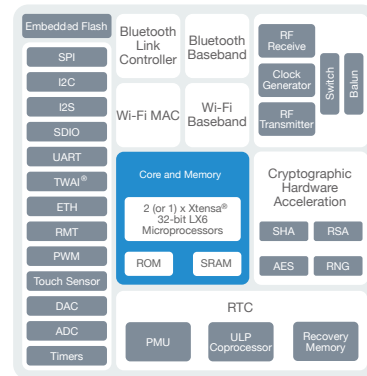 Embedded Flash
SPI
I2C
I2S
SDIO
UART
TWAI®
ETH
RMT
PWM
Touch Sensor
DAC
ADC
Timers
Bluetooth
Link
Controller
Bluetooth
Baseband
Wi-Fi MAC
Wi-Fi
Baseband
RF
Receive
Clock
Generator
RF
Transmitter
Switch
Balun
Core and Memory
2 (or 1) x Xtensa®
32-bit LX6
Microprocessors
ROM
SRAM
Cryptographic
Hardware
Acceleration
SHA
RSA
AES
RNG
RTC
PMU
ULP
Coprocessor
Recovery
Memory